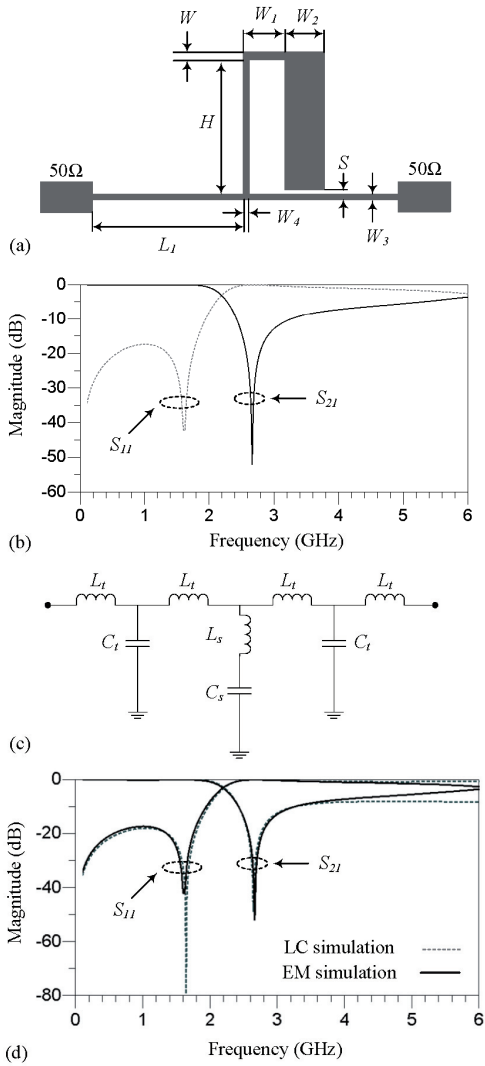 W W₁ W₂
H S
50Ω 50Ω
L₁ W₄ W₃
(a)
0
-10
-20
-30
-40
-50
-60
Magnitude (dB)
S₁₁ S₂₁
0 1 2 3 4 5 6
Frequency (GHz)
(b)
Lₜ Lₜ Lₜ Lₜ
Cₜ Lₛ Cₜ
Cₛ
(c)
0
-20
-40
-60
-80
Magnitude (dB)
S₁₁ S₂₁
LC simulation
EM simulation
0 1 2 3 4 5 6
Frequency (GHz)
(d)